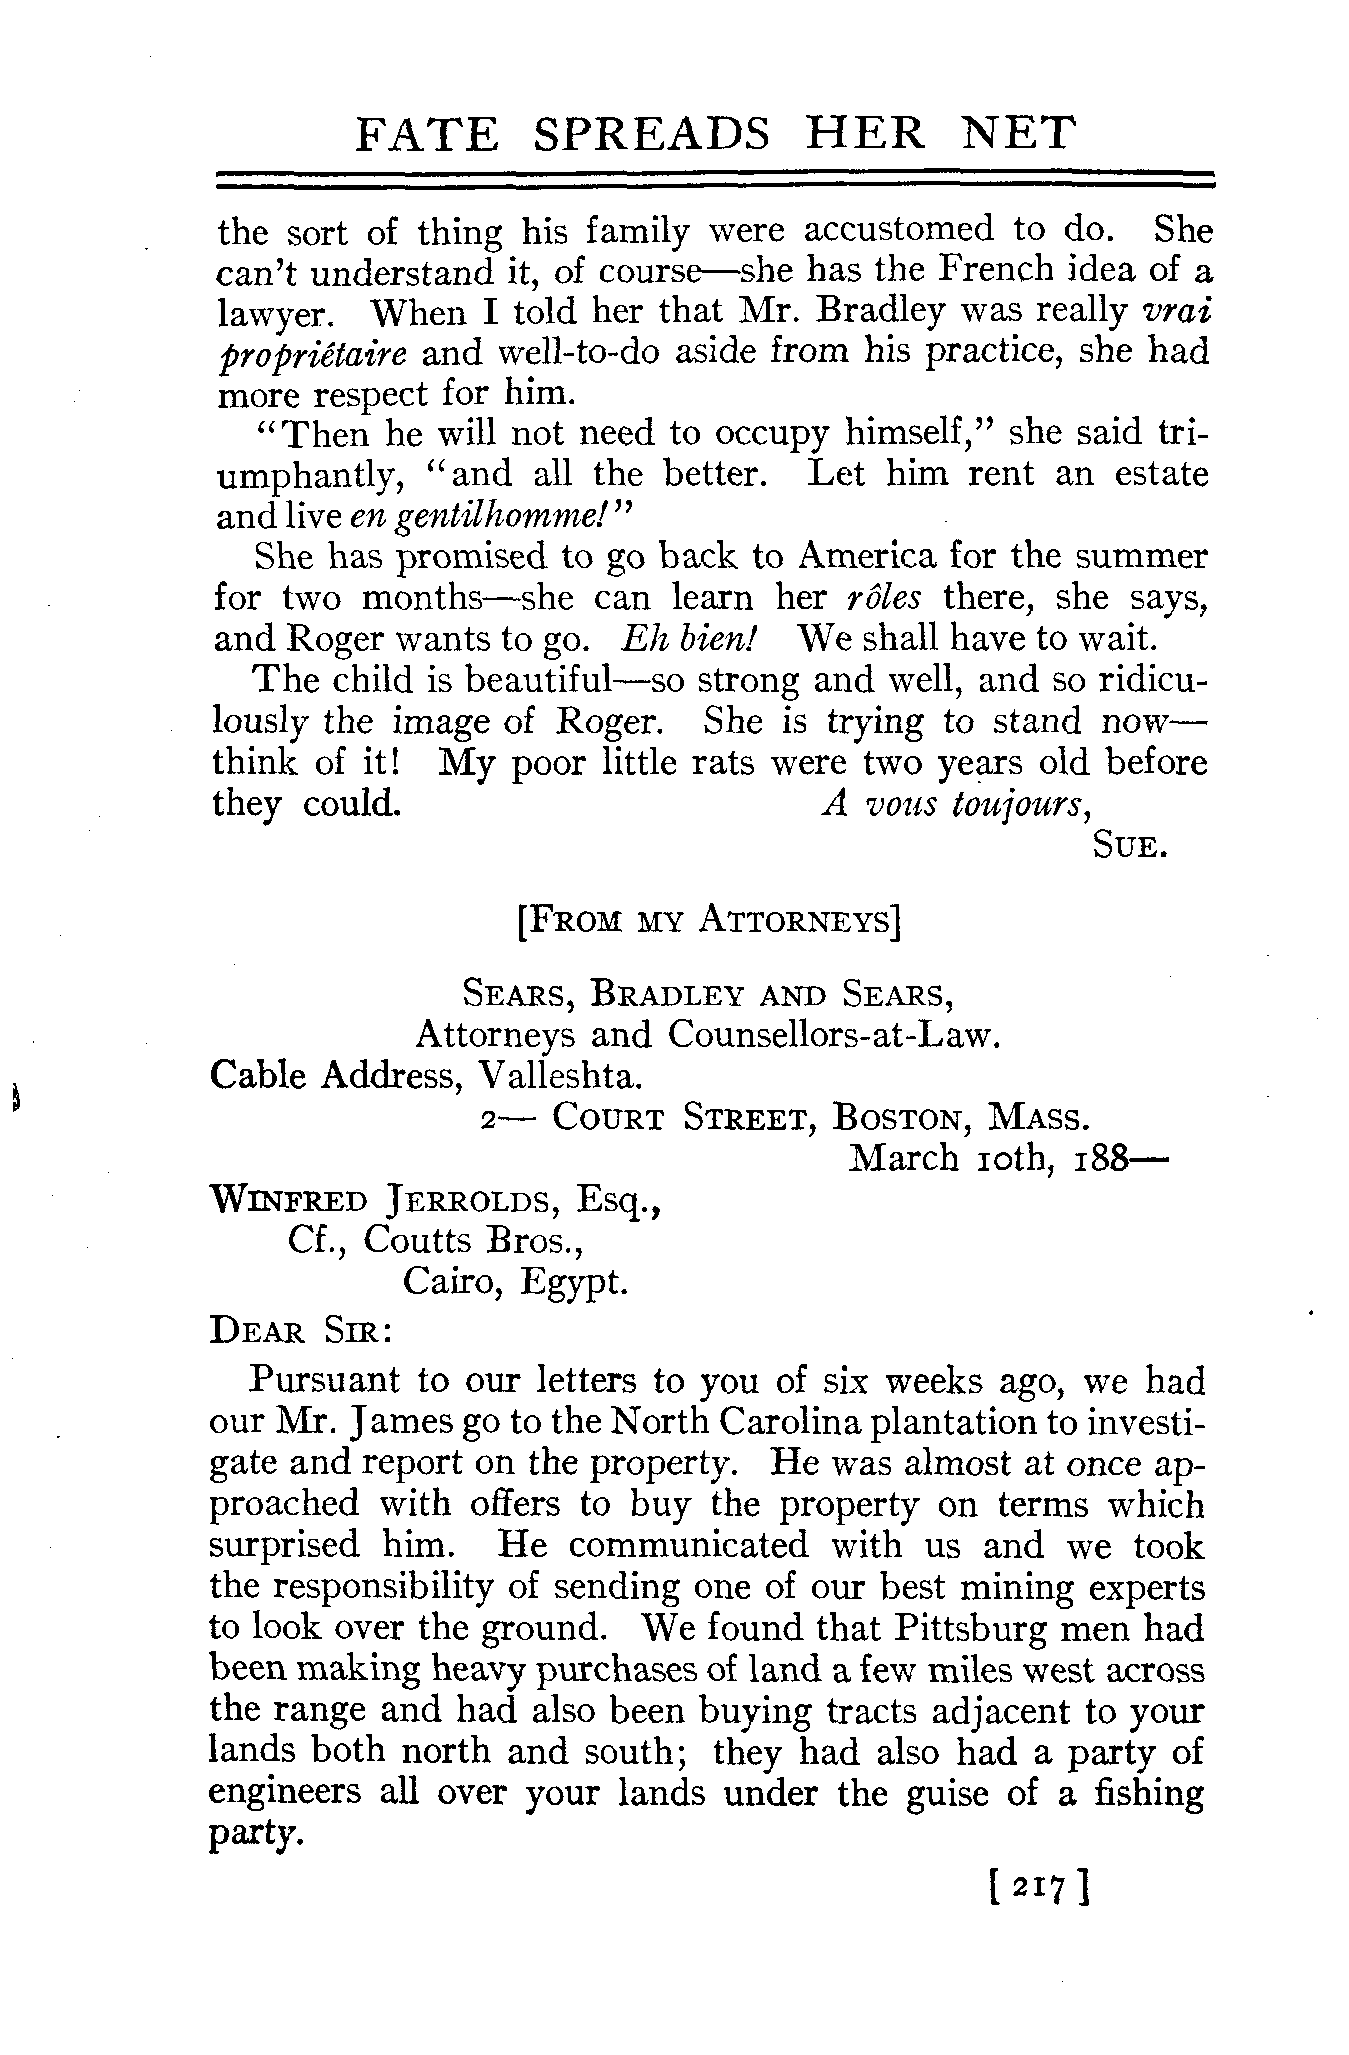 FATE SPREADS HER NET
the sort of thing his family were accustomed to do. She
can't understand it, of course—she has the French idea of a
lawyer. When I told her that Mr. Bradley was really vrai
propriétaire and well-to-do aside from his practice, she had
more respect for him.
"Then he will not need to occupy himself," she said tri-
umphantly, "and all the better. Let him rent an estate
and live en gentilhomme!"
She has promised to go back to America for the summer
for two months—she can learn her rôles there, she says,
and Roger wants to go. Eh bien! We shall have to wait.
The child is beautiful—so strong and well, and so ridicu-
lously the image of Roger. She is trying to stand now—
think of it! My poor little rats were two years old before
they could. A vous toujours,
SUE.
[FROM MY ATTORNEYS]
SEARS, BRADLEY AND SEARS,
Attorneys and Counsellors-at-Law.
Cable Address, Valleshta.
2— COURT STREET, BOSTON, MASS.
March 10th, 188—
WINFRED JERROLDS, Esq.,
Cf., Coutts Bros.,
Cairo, Egypt.
DEAR SIR:
Pursuant to our letters to you of six weeks ago, we had
our Mr. James go to the North Carolina plantation to investi-
gate and report on the property. He was almost at once ap-
proached with offers to buy the property on terms which
surprised him. He communicated with us and we took
the responsibility of sending one of our best mining experts
to look over the ground. We found that Pittsburg men had
been making heavy purchases of land a few miles west across
the range and had also been buying tracts adjacent to your
lands both north and south; they had also had a party of
engineers all over your lands under the guise of a fishing
party.
[217]